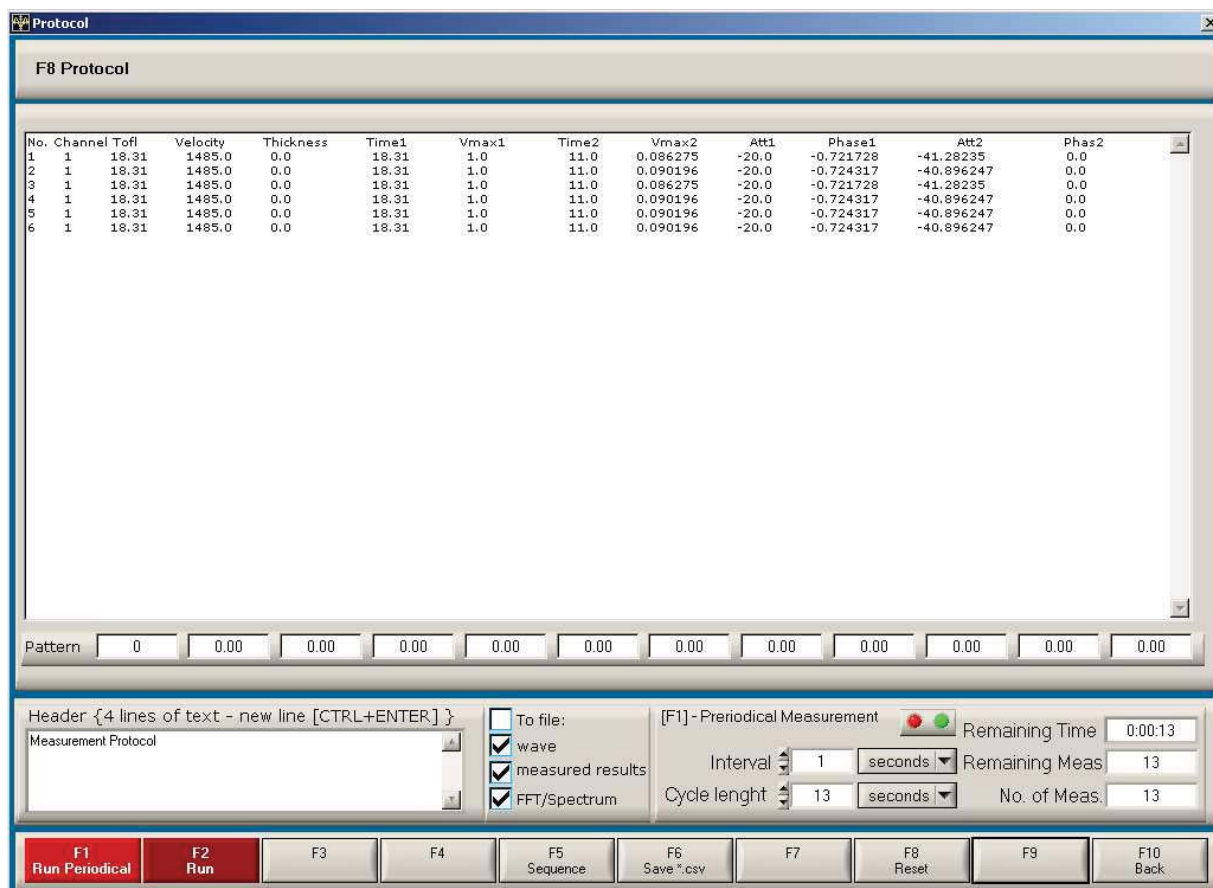 Protocol
F8 Protocol
No. Channel Tofl Velocity Thickness Time1 Vmax1 Time2 Vmax2 Att1 Phase1 Att2 Phas2
1 1 18.31 1485.0 0.0 18.31 1.0 11.0 0.086275 -20.0 -0.721728 -41.28235 0.0
2 1 18.31 1485.0 0.0 18.31 1.0 11.0 0.090196 -20.0 -0.724317 -40.896247 0.0
3 1 18.31 1485.0 0.0 18.31 1.0 11.0 0.086275 -20.0 -0.721728 -41.28235 0.0
4 1 18.31 1485.0 0.0 18.31 1.0 11.0 0.090196 -20.0 -0.724317 -40.896247 0.0
5 1 18.31 1485.0 0.0 18.31 1.0 11.0 0.090196 -20.0 -0.724317 -40.896247 0.0
6 1 18.31 1485.0 0.0 18.31 1.0 11.0 0.090196 -20.0 -0.724317 -40.896247 0.0
Pattern 0 0.00 0.00 0.00 0.00 0.00 0.00 0.00 0.00 0.00 0.00 0.00
Header {4 lines of text - new line [CTRL+ENTER] }
Measurement Protocol
To file:
wave
measured results
FFT/Spectrum
[F1] - Preriodical Measurement
Interval 1 seconds
Cycle lenght 13 seconds
Remaining Time 0:00:13
Remaining Meas 13
No. of Meas. 13
F1 Run Periodical
F2 Run
F3
F4
F5 Sequence
F6 Save *.csv
F7
F8 Reset
F9
F10 Back